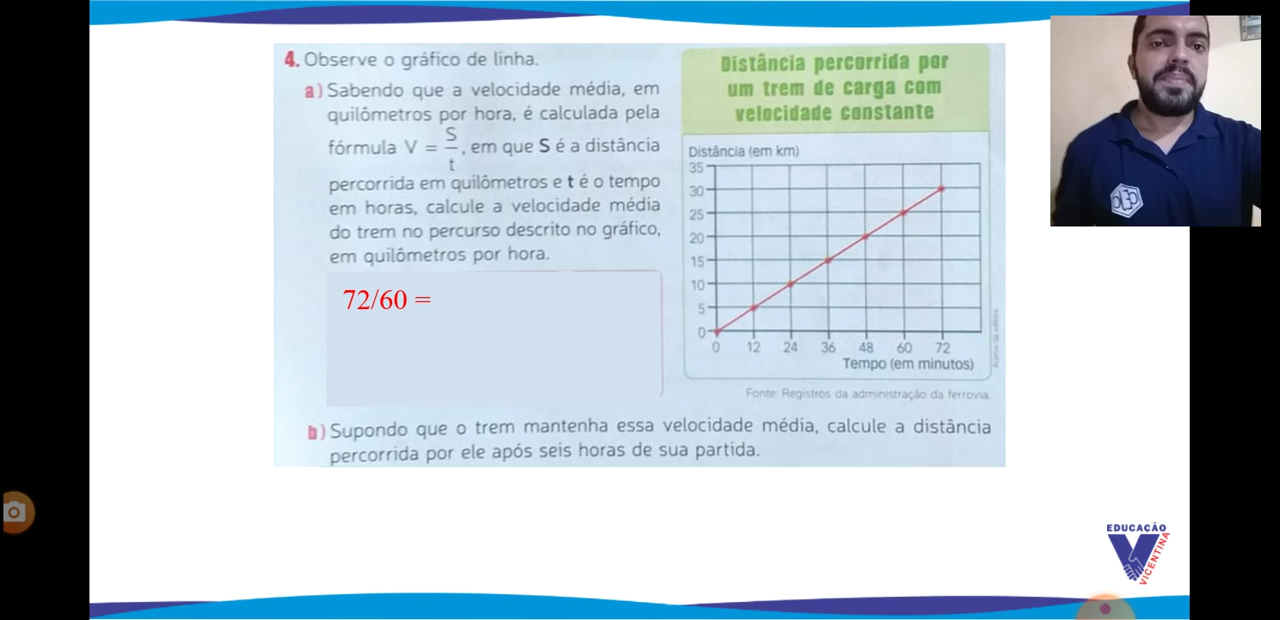 4. Observe o gráfico de linha.
a) Sabendo que a velocidade média, em
quilômetros por hora, é calculada pela
fórmula V = S/t, em que S é a distância
percorrida em quilômetros e t é o tempo
em horas, calcule a velocidade média
do trem no percurso descrito no gráfico,
em quilômetros por hora.
72/60 =
Distância percorrida por
um trem de carga com
velocidade constante
Distância (em km)
35
30
25
20
15
10
5
0
0 12 24 36 48 60 72
Tempo (em minutos)
Acervo da editora
Fonte: Registros da administração da ferrovia.
b) Supondo que o trem mantenha essa velocidade média, calcule a distância
percorrida por ele após seis horas de sua partida.
EDUCAÇÃO
VICENTINA